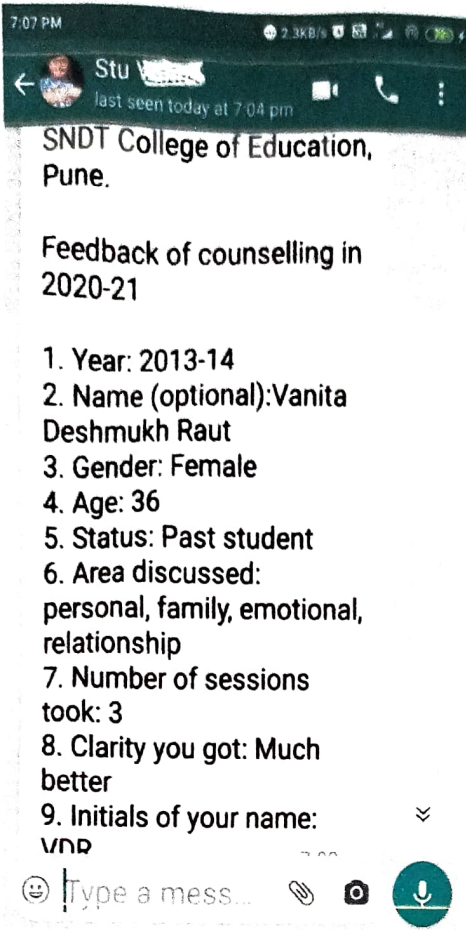 7:07 PM
2.3KB/s
Stu
last seen today at 7:04 pm
SNDT College of Education,
Pune.
Feedback of counselling in
2020-21
1. Year: 2013-14
2. Name (optional):Vanita
Deshmukh Raut
3. Gender: Female
4. Age: 36
5. Status: Past student
6. Area discussed:
personal, family, emotional,
relationship
7. Number of sessions
took: 3
8. Clarity you got: Much
better
9. Initials of your name:
VDR
Type a mess...